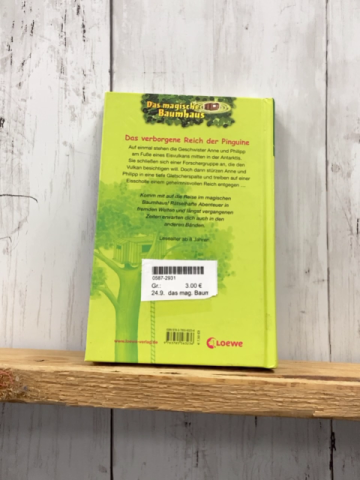 Das magische
Baumhaus
Das verborgene Reich der Pinguine
Auf einmal stehen die Geschwister Anne und Philipp
am Fuße eines Eisvulkans mitten in der Antarktis.
Sie schließen sich einer Forschergruppe an, die den
Vulkan besichtigen will. Doch dann stürzen Anne und
Philipp in eine tiefe Gletscherspalte und treiben auf einer
Eisscholle einem geheimnisvollen Reich entgegen ...
Komm mit auf die Reise im magischen
Baumhaus! Rätselhafte Abenteuer in
fremden Welten und längst vergangenen
Zeiten erwarten dich auch in den
anderen Bänden.
Lesealter ab 8 Jahren
0597-2931
Gr.: 3.00 €
24.9. das mag. Baum
Loewe